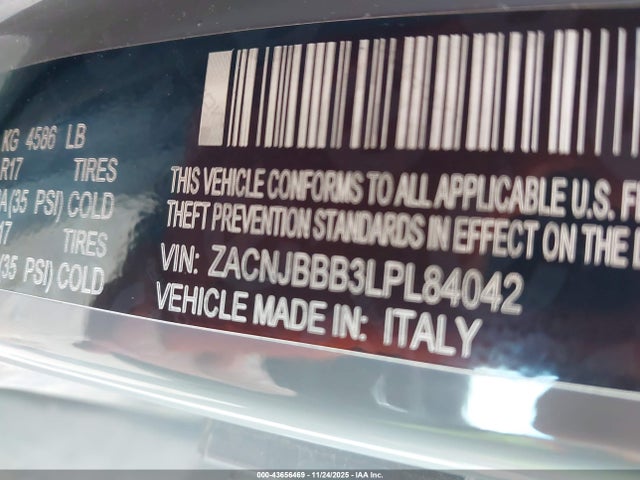 KG 4586 LB
R17 TIRES
(35 PSI) COLD
TIRES
(35 PSI) COLD
THIS VEHICLE CONFORMS TO ALL APPLICABLE U.S. F
THEFT PREVENTION STANDARDS IN EFFECT ON THE
VIN: ZACNJBBB3LPL84042
VEHICLE MADE IN: ITALY
000-43656469 - 11/24/2025 - IAA Inc.